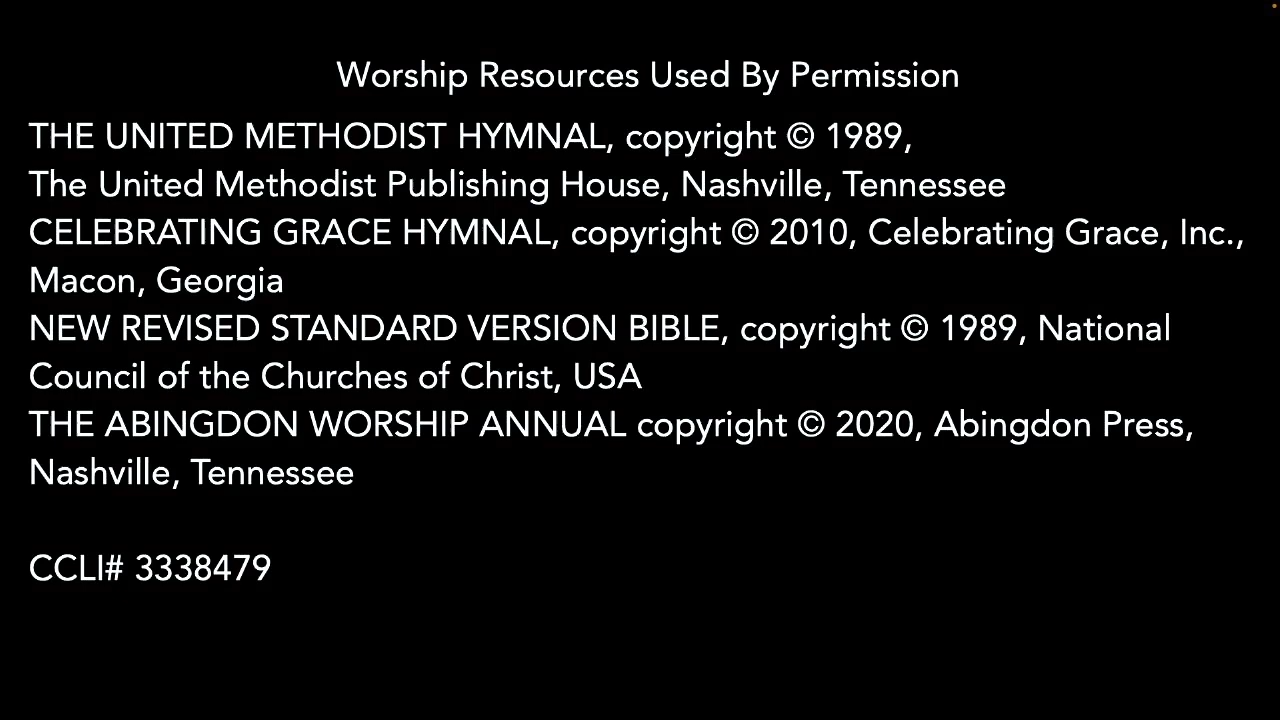 Worship Resources Used By Permission
THE UNITED METHODIST HYMNAL, copyright © 1989,
The United Methodist Publishing House, Nashville, Tennessee
CELEBRATING GRACE HYMNAL, copyright © 2010, Celebrating Grace, Inc.,
Macon, Georgia
NEW REVISED STANDARD VERSION BIBLE, copyright © 1989, National
Council of the Churches of Christ, USA
THE ABINGDON WORSHIP ANNUAL copyright © 2020, Abingdon Press,
Nashville, Tennessee
CCLI# 3338479